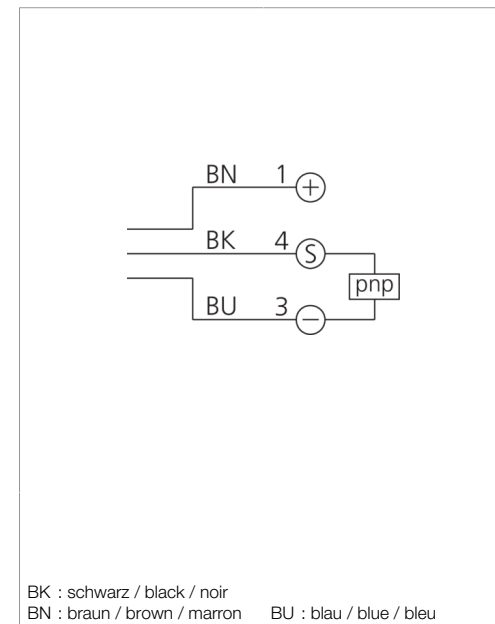 BN 1 +
BK 4 S
pnp
BU 3 −
BK : schwarz / black / noir
BN : braun / brown / marron BU : blau / blue / bleu